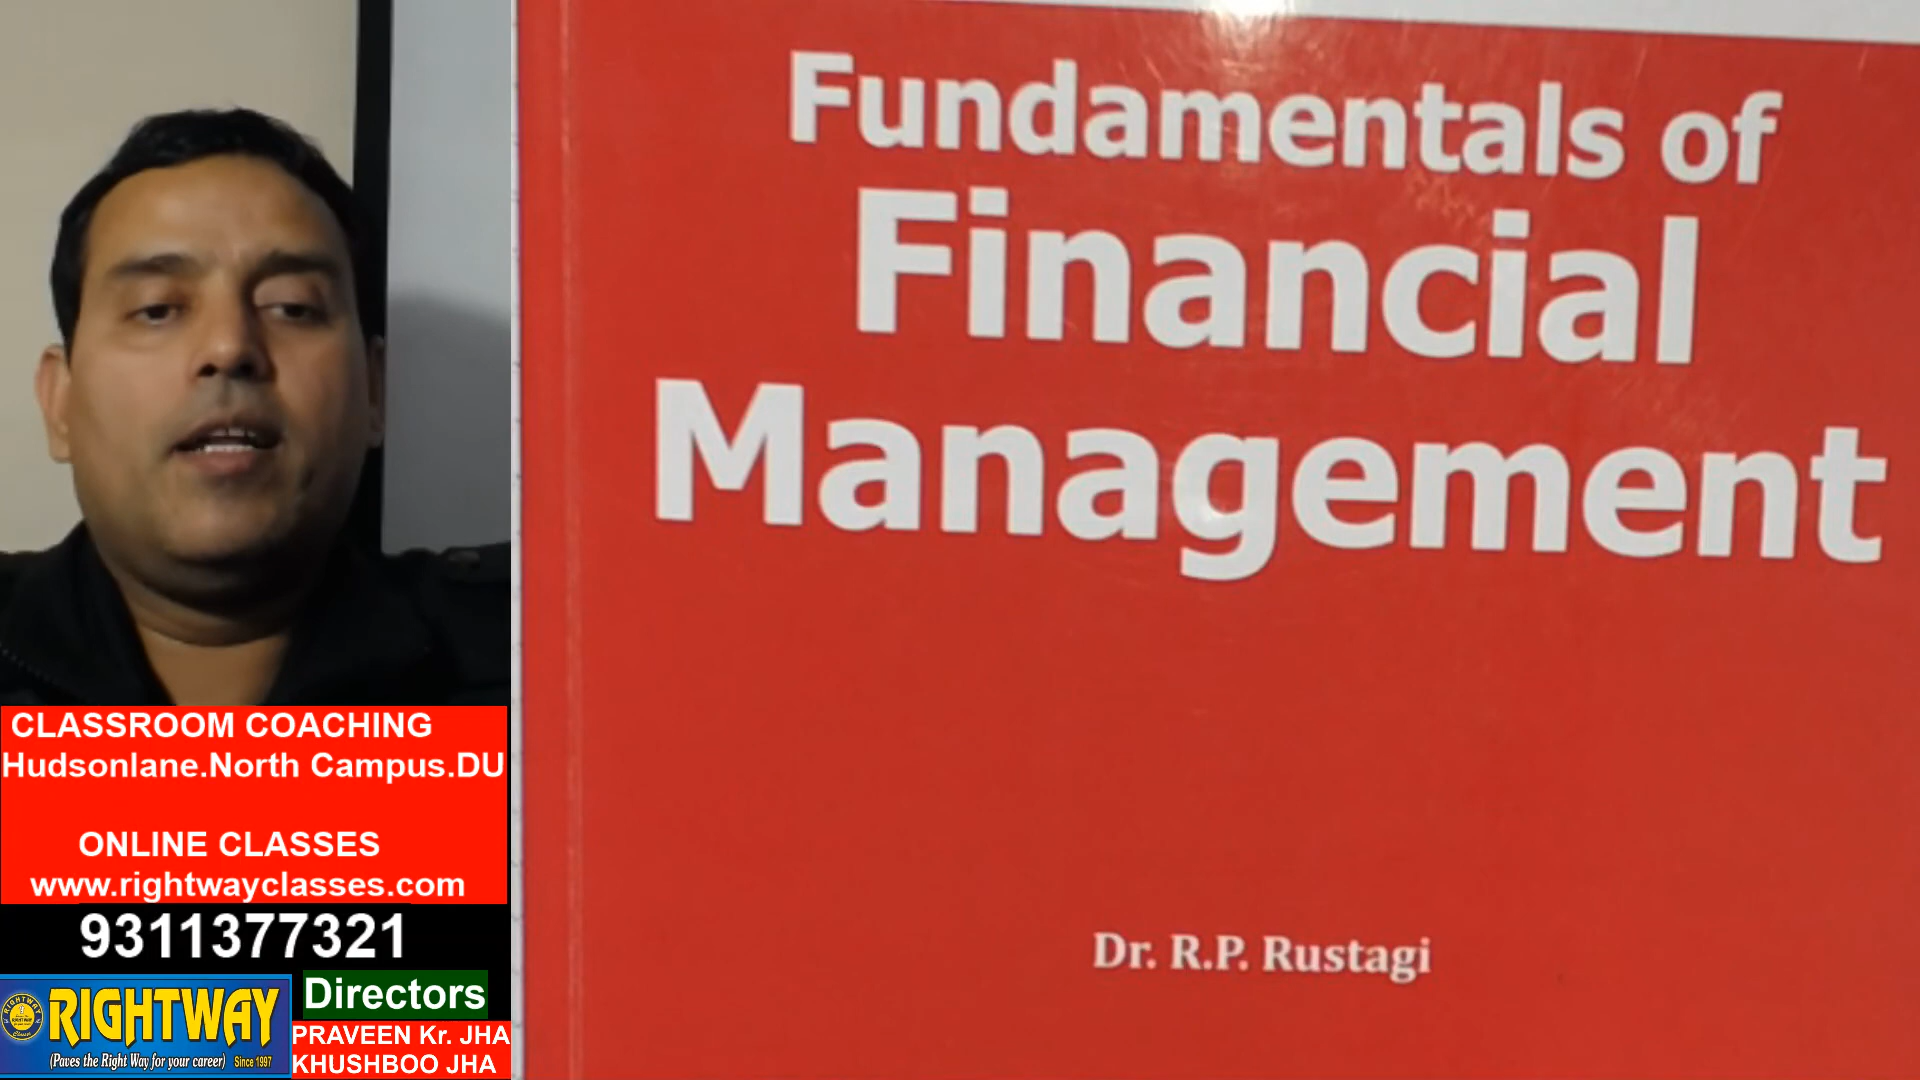 Fundamentals of
Financial
Management
Dr. R.P. Rustagi
CLASSROOM COACHING
Hudsonlane.North Campus.DU
ONLINE CLASSES
www.rightwayclasses.com
9311377321
RIGHTWAY
(Paves the Right Way for your career) Since 1997
Directors
PRAVEEN Kr. JHA
KHUSHBOO JHA